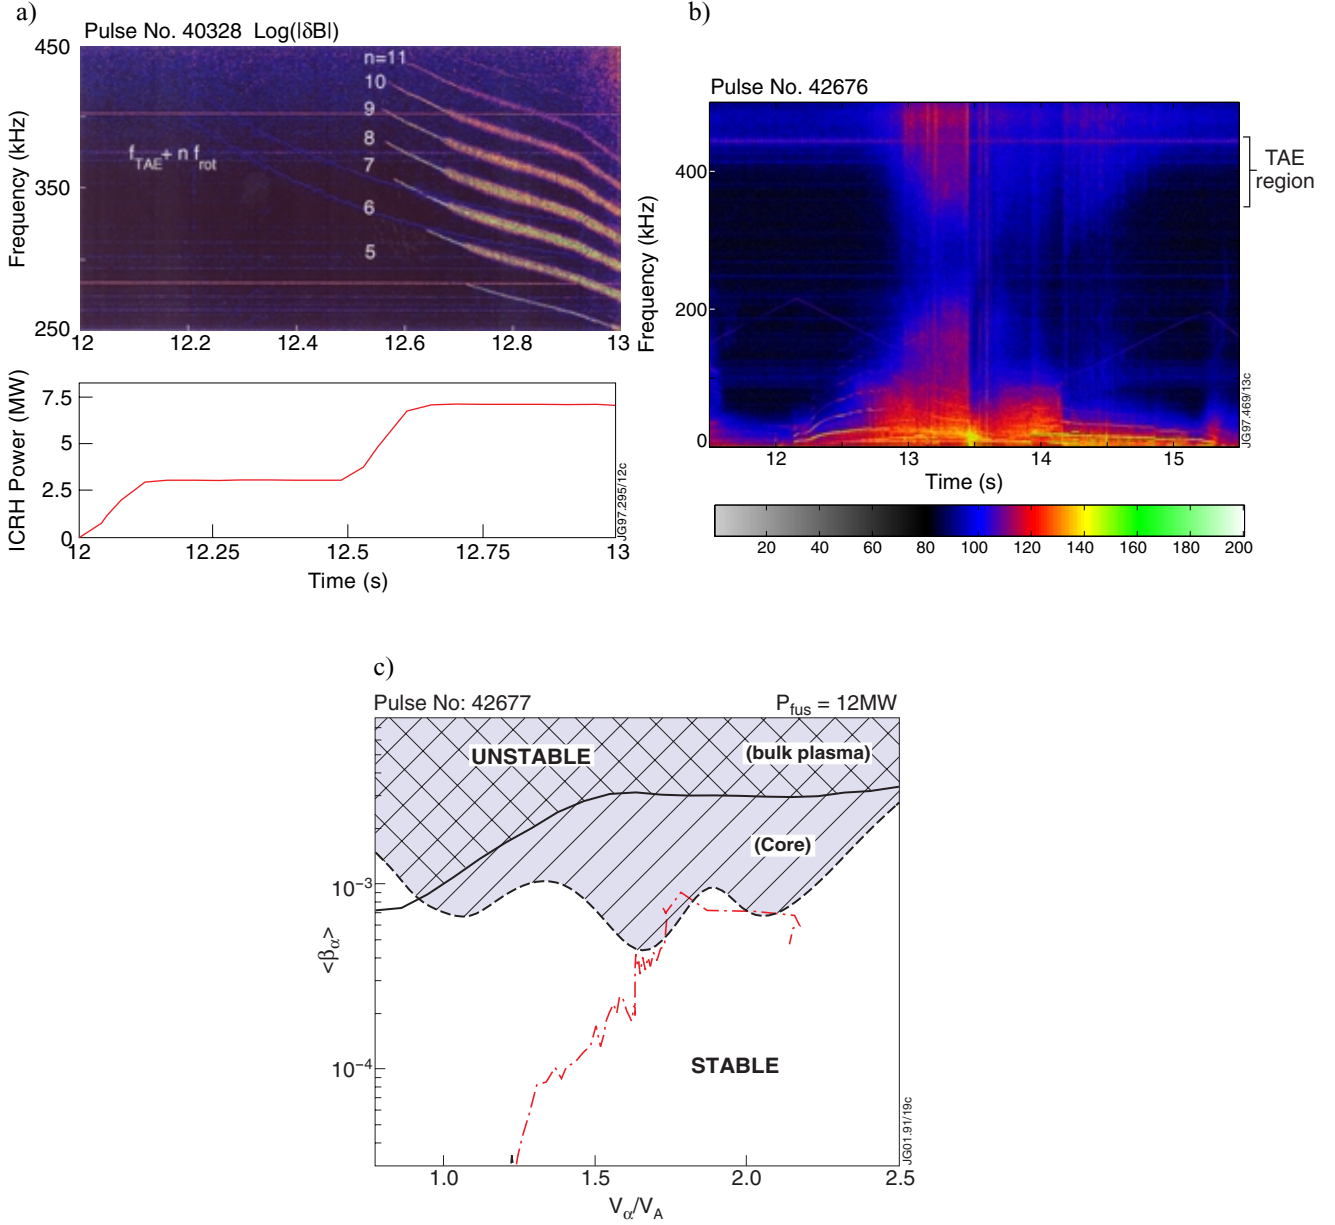 a)
Pulse No. 40328 Log(|δB|)
Frequency (kHz)
450
350
250
n=11
10
9
8
7
6
5
f_TAE + n f_rot
12 12.2 12.4 12.6 12.8 13
ICRH Power (MW)
7.5
5
2.5
0
12 12.25 12.5 12.75 13
Time (s)
JG97.295/12c
b)
Pulse No. 42676
Frequency (kHz)
400
200
0
TAE
region
12 13 14 15
Time (s)
JG97.469/13c
20 40 60 80 100 120 140 160 180 200
c)
Pulse No: 42677 P_fus = 12MW
UNSTABLE
(bulk plasma)
(Core)
STABLE
<β_α>
10⁻³
10⁻⁴
1.0 1.5 2.0 2.5
V_α/V_A
JG01.91/19c